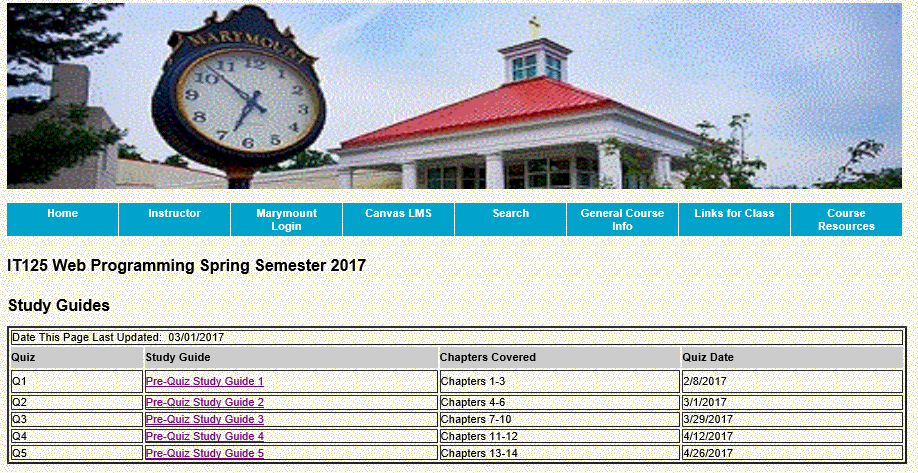 MARYMOUNT
11 12 1
10 2
9 3
8 4
7 6 5
Home Instructor Marymount Login Canvas LMS Search General Course Info Links for Class Course Resources
IT125 Web Programming Spring Semester 2017
Study Guides
Date This Page Last Updated: 03/01/2017
Quiz Study Guide Chapters Covered Quiz Date
Q1 Pre-Quiz Study Guide 1 Chapters 1-3 2/8/2017
Q2 Pre-Quiz Study Guide 2 Chapters 4-6 3/1/2017
Q3 Pre-Quiz Study Guide 3 Chapters 7-10 3/29/2017
Q4 Pre-Quiz Study Guide 4 Chapters 11-12 4/12/2017
Q5 Pre-Quiz Study Guide 5 Chapters 13-14 4/26/2017